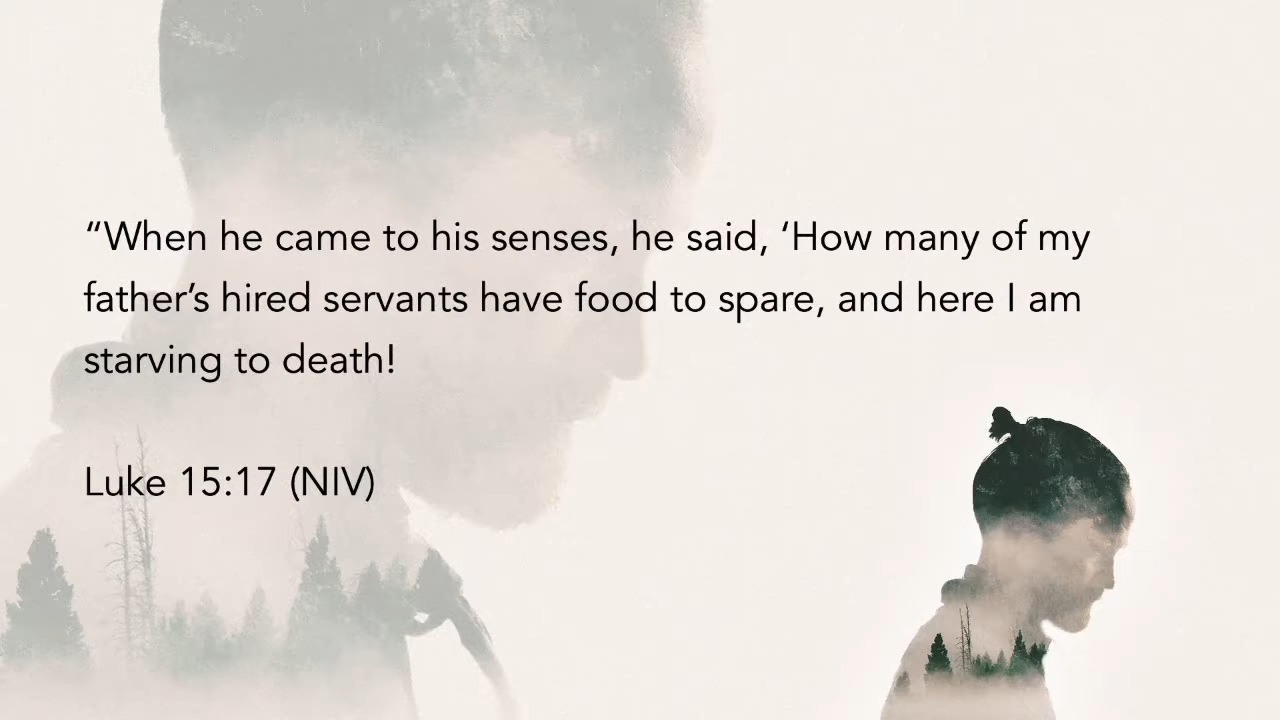 “When he came to his senses, he said, ‘How many of my
father’s hired servants have food to spare, and here I am
starving to death!
Luke 15:17 (NIV)